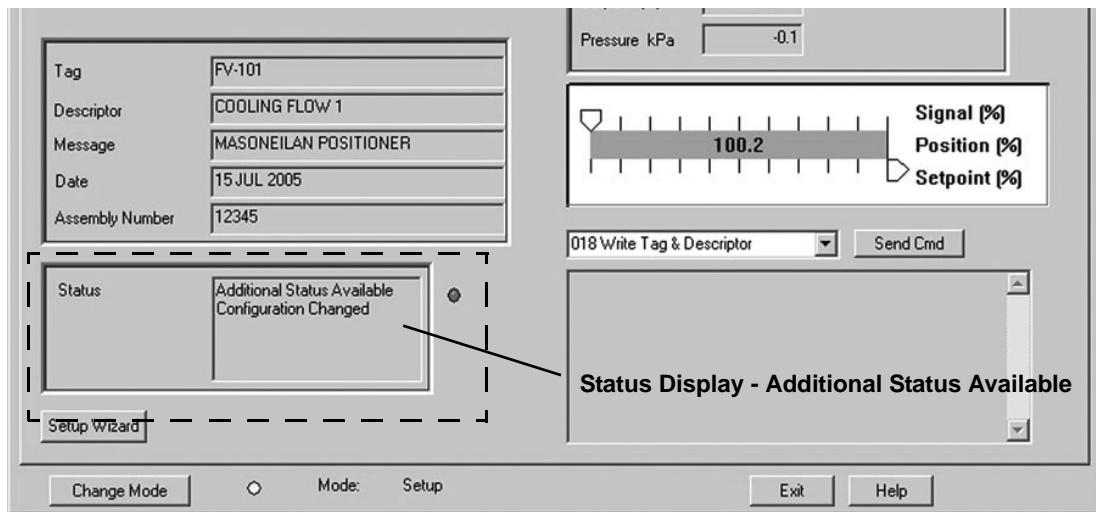 Pressure kPa -0.1
Tag FV-101
Descriptor COOLING FLOW 1
Message MASONEILAN POSITIONER
Date 15 JUL 2005
Assembly Number 12345
Signal (%)
100.2 Position (%)
Setpoint (%)
018 Write Tag & Descriptor Send Cmd
Status Additional Status Available
Configuration Changed
Status Display - Additional Status Available
Setup Wizard
Change Mode Mode: Setup Exit Help